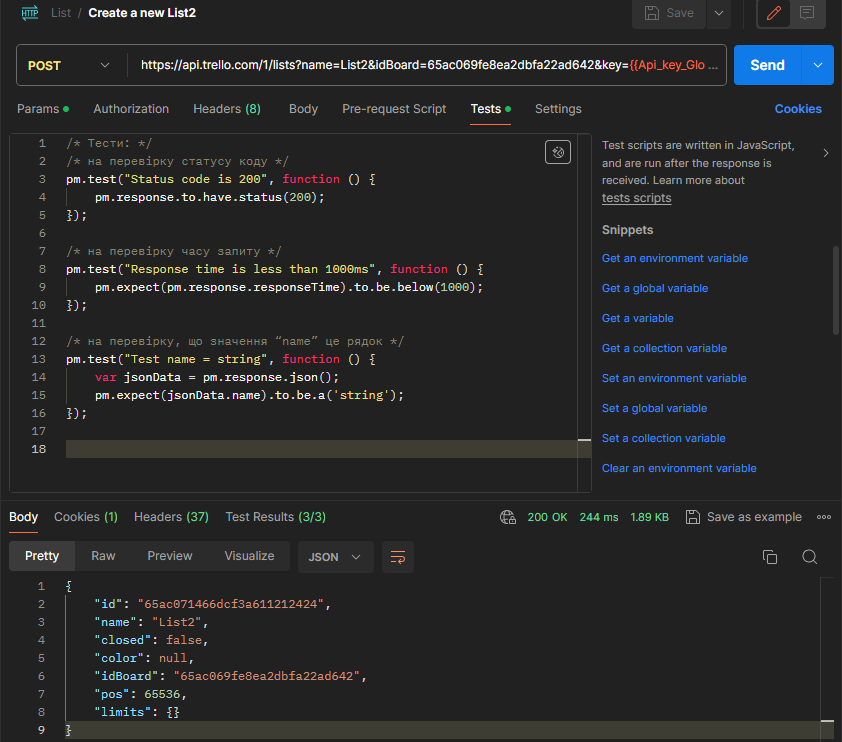 HTTP List / Create a new List2 Save
POST https://api.trello.com/1/lists?name=List2&idBoard=65ac069fe8ea2dbfa22ad642&key={{Api_key_Glo ... Send
Params Authorization Headers (8) Body Pre-request Script Tests Settings Cookies
1 /* Тести: */
2 /* на перевірку статусу коду */
3 pm.test("Status code is 200", function () {
4 pm.response.to.have.status(200);
5 });
6
7 /* на перевірку часу запиту */
8 pm.test("Response time is less than 1000ms", function () {
9 pm.expect(pm.response.responseTime).to.be.below(1000);
10 });
11
12 /* на перевірку, що значення “name” це рядок */
13 pm.test("Test name = string", function () {
14 var jsonData = pm.response.json();
15 pm.expect(jsonData.name).to.be.a('string');
16 });
17
18
Test scripts are written in JavaScript,
and are run after the response is
received. Learn more about
tests scripts
Snippets
Get an environment variable
Get a global variable
Get a variable
Get a collection variable
Set an environment variable
Set a global variable
Set a collection variable
Clear an environment variable
Body Cookies (1) Headers (37) Test Results (3/3) 200 OK 244 ms 1.89 KB Save as example
Pretty Raw Preview Visualize JSON
1 {
2 "id": "65ac071466dcf3a611212424",
3 "name": "List2",
4 "closed": false,
5 "color": null,
6 "idBoard": "65ac069fe8ea2dbfa22ad642",
7 "pos": 65536,
8 "limits": {}
9 }